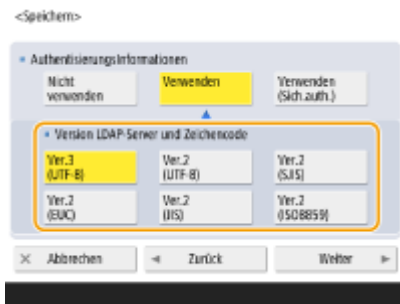 <Speichern>
Authentisierungsinformationen
Nicht verwenden
Verwenden
Verwenden (Sich.auth.)
Version LDAP-Server und Zeichencode
Ver.3 (UTF-8)
Ver.2 (UTF-8)
Ver.2 (SJIS)
Ver.2 (EUC)
Ver.2 (JIS)
Ver.2 (ISO8859)
Abbrechen
Zurück
Weiter